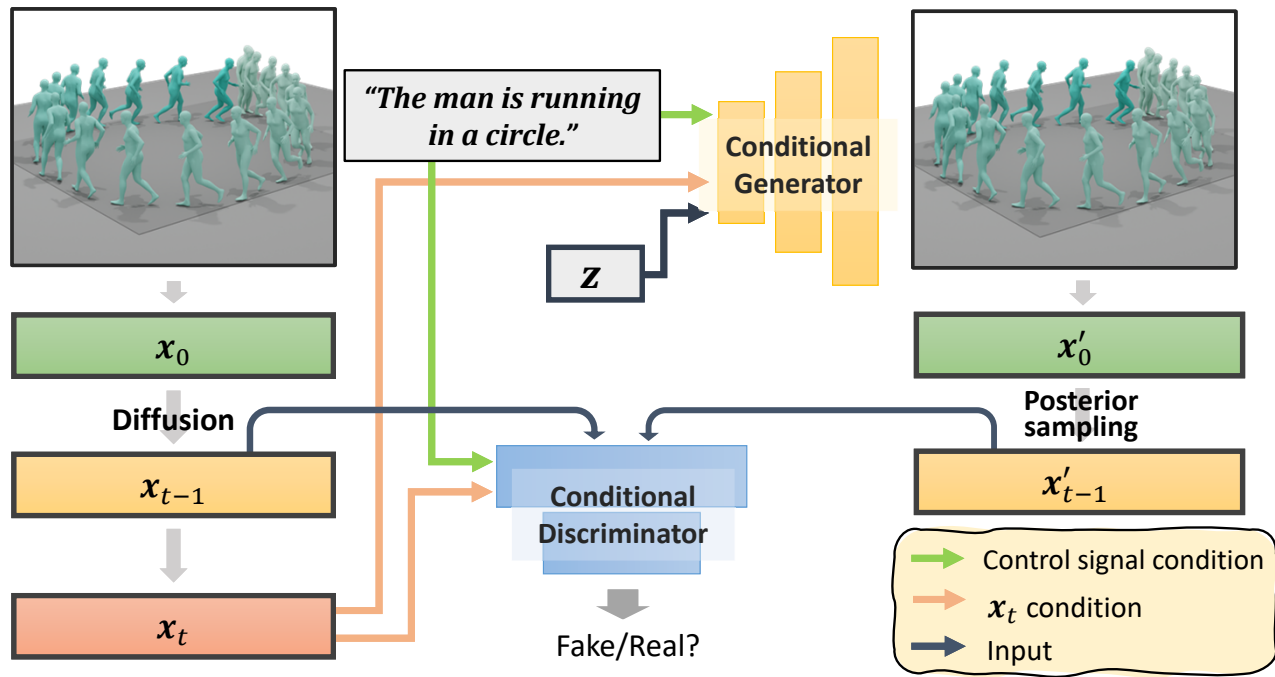 “The man is running
in a circle.”
Conditional
Generator
z
x₀
x′₀
Diffusion
Posterior
sampling
xₜ₋₁
Conditional
Discriminator
x′ₜ₋₁
xₜ
Fake/Real?
Control signal condition
xₜ condition
Input